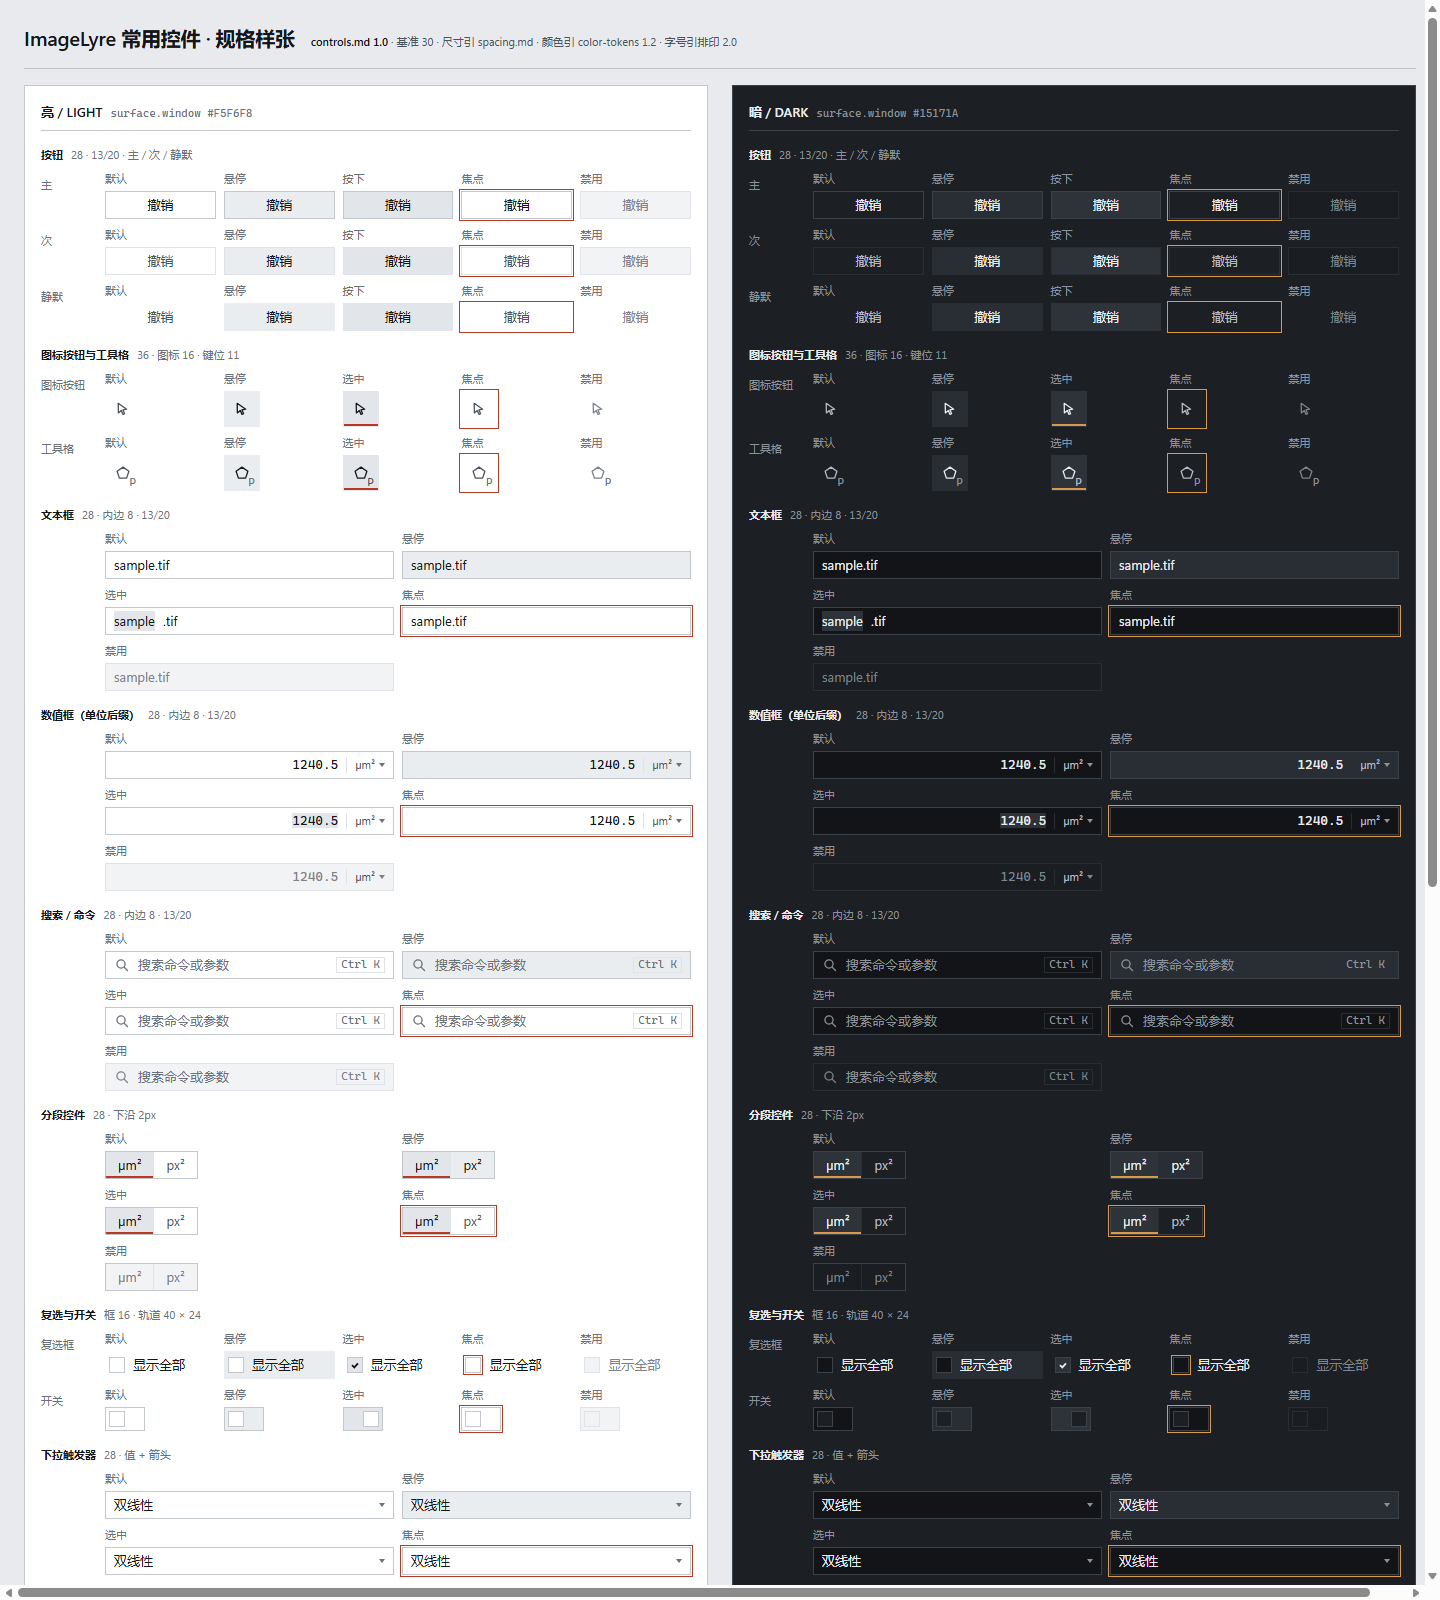 ImageLyre 常用控件 · 规格样张 controls.md 1.0 · 基准 30 · 尺寸引 spacing.md · 颜色引 color-tokens 1.2 · 字号引排印 2.0
亮 / LIGHT surface.window #F5F6F8
按钮 28 · 13/20 · 主 / 次 / 静默
主 默认 悬停 按下 焦点 禁用
撤销 撤销 撤销 撤销 撤销
次 默认 悬停 按下 焦点 禁用
撤销 撤销 撤销 撤销 撤销
静默 默认 悬停 按下 焦点 禁用
撤销 撤销 撤销 撤销 撤销
图标按钮与工具格 36 · 图标 16 · 键位 11
图标按钮 默认 悬停 选中 焦点 禁用
工具格 默认 悬停 选中 焦点 禁用
p p p p p
文本框 28 · 内边 8 · 13/20
默认 悬停
sample.tif sample.tif
选中 焦点
sample .tif sample.tif
禁用
sample.tif
数值框（单位后缀） 28 · 内边 8 · 13/20
默认 悬停
1240.5 µm² 1240.5 µm²
选中 焦点
1240.5 µm² 1240.5 µm²
禁用
1240.5 µm²
搜索 / 命令 28 · 内边 8 · 13/20
默认 悬停
搜索命令或参数 Ctrl K 搜索命令或参数 Ctrl K
选中 焦点
搜索命令或参数 Ctrl K 搜索命令或参数 Ctrl K
禁用
搜索命令或参数 Ctrl K
分段控件 28 · 下沿 2px
默认 悬停
µm² px² µm² px²
选中 焦点
µm² px² µm² px²
禁用
µm² px²
复选与开关 框 16 · 轨道 40 × 24
复选框 默认 悬停 选中 焦点 禁用
显示全部 显示全部 显示全部 显示全部 显示全部
开关 默认 悬停 选中 焦点 禁用
下拉触发器 28 · 值 + 箭头
默认 悬停
双线性 双线性
选中 焦点
双线性 双线性
暗 / DARK surface.window #15171A
按钮 28 · 13/20 · 主 / 次 / 静默
主 默认 悬停 按下 焦点 禁用
撤销 撤销 撤销 撤销 撤销
次 默认 悬停 按下 焦点 禁用
撤销 撤销 撤销 撤销 撤销
静默 默认 悬停 按下 焦点 禁用
撤销 撤销 撤销 撤销 撤销
图标按钮与工具格 36 · 图标 16 · 键位 11
图标按钮 默认 悬停 选中 焦点 禁用
工具格 默认 悬停 选中 焦点 禁用
p p p p p
文本框 28 · 内边 8 · 13/20
默认 悬停
sample.tif sample.tif
选中 焦点
sample .tif sample.tif
禁用
sample.tif
数值框（单位后缀） 28 · 内边 8 · 13/20
默认 悬停
1240.5 µm² 1240.5 µm²
选中 焦点
1240.5 µm² 1240.5 µm²
禁用
1240.5 µm²
搜索 / 命令 28 · 内边 8 · 13/20
默认 悬停
搜索命令或参数 Ctrl K 搜索命令或参数 Ctrl K
选中 焦点
搜索命令或参数 Ctrl K 搜索命令或参数 Ctrl K
禁用
搜索命令或参数 Ctrl K
分段控件 28 · 下沿 2px
默认 悬停
µm² px² µm² px²
选中 焦点
µm² px² µm² px²
禁用
µm² px²
复选与开关 框 16 · 轨道 40 × 24
复选框 默认 悬停 选中 焦点 禁用
显示全部 显示全部 显示全部 显示全部 显示全部
开关 默认 悬停 选中 焦点 禁用
下拉触发器 28 · 值 + 箭头
默认 悬停
双线性 双线性
选中 焦点
双线性 双线性